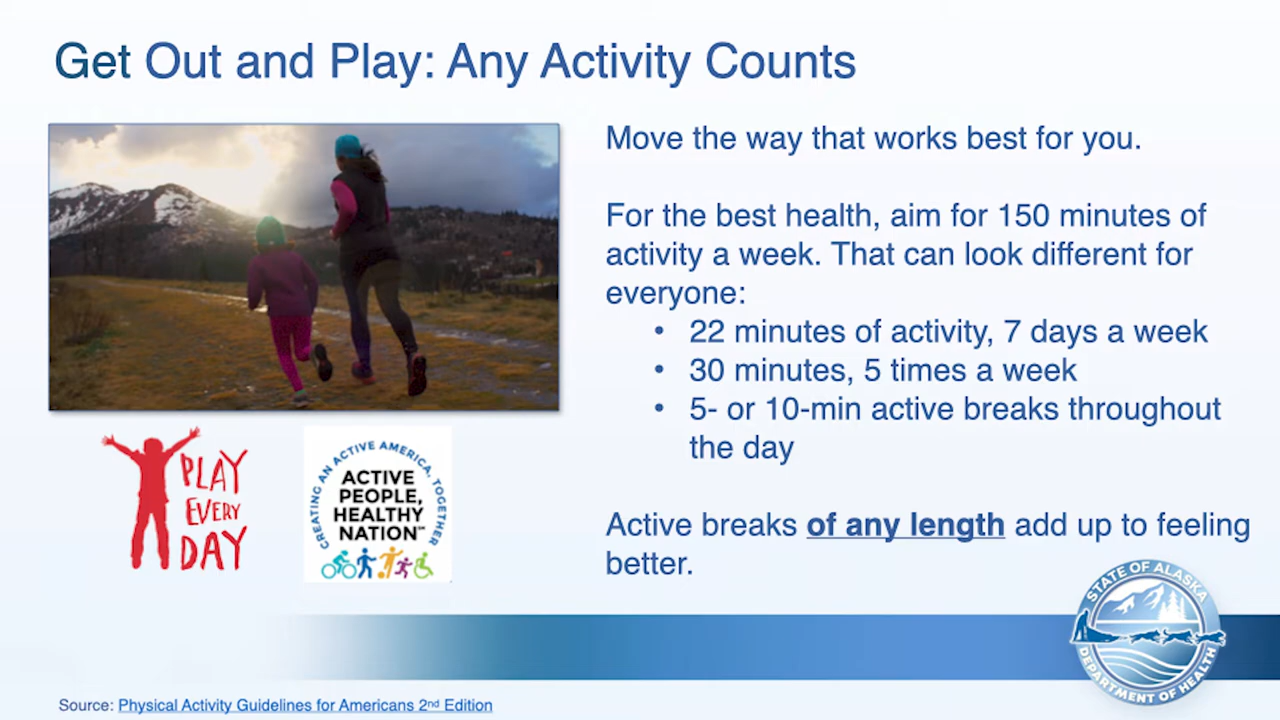 Get Out and Play: Any Activity Counts
Move the way that works best for you.
For the best health, aim for 150 minutes of
activity a week. That can look different for
everyone:
• 22 minutes of activity, 7 days a week
• 30 minutes, 5 times a week
• 5- or 10-min active breaks throughout
the day
Active breaks of any length add up to feeling
better.
PLAY
EVERY
DAY
CREATING AN ACTIVE AMERICA, TOGETHER
ACTIVE
PEOPLE,
HEALTHY
NATION℠
STATE OF ALASKA
DEPARTMENT OF HEALTH
Source: Physical Activity Guidelines for Americans 2nd Edition